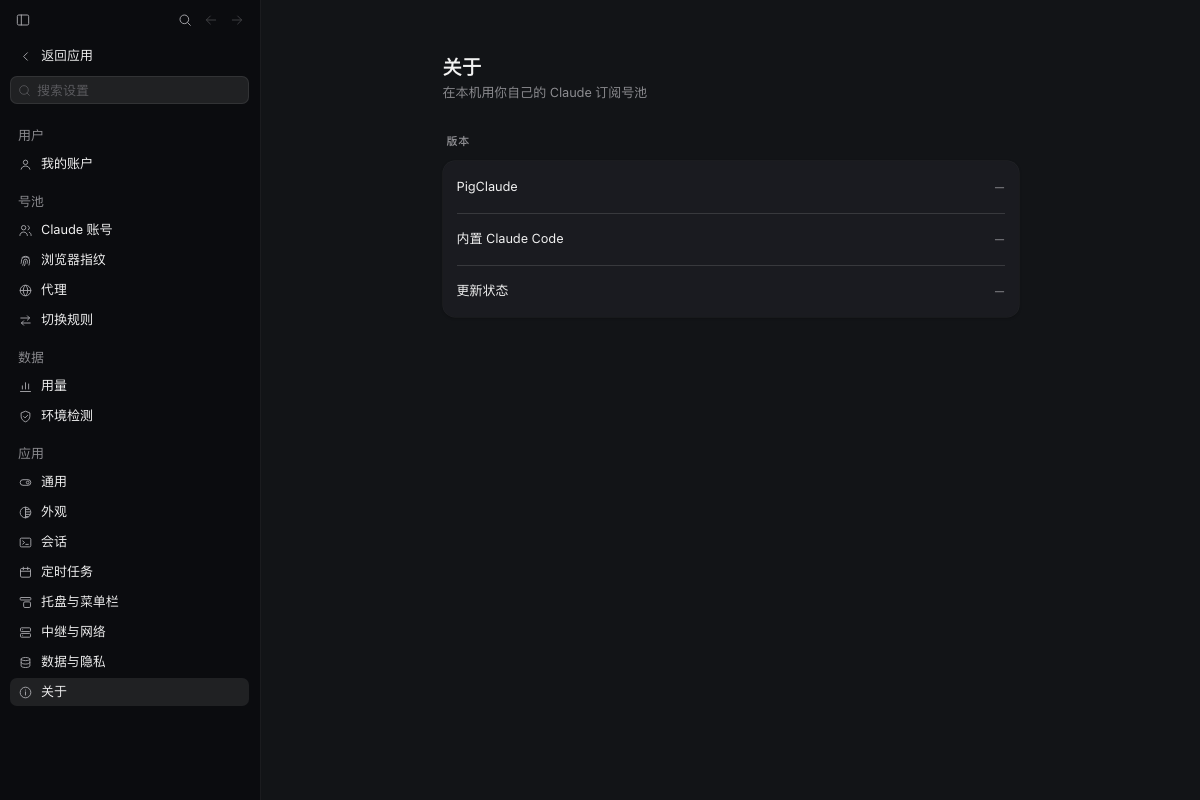 返回应用
搜索设置
用户
我的账户
号池
Claude 账号
浏览器指纹
代理
切换规则
数据
用量
环境检测
应用
通用
外观
会话
定时任务
托盘与菜单栏
中继与网络
数据与隐私
关于
关于
在本机用你自己的 Claude 订阅号池
版本
PigClaude —
内置 Claude Code —
更新状态 —